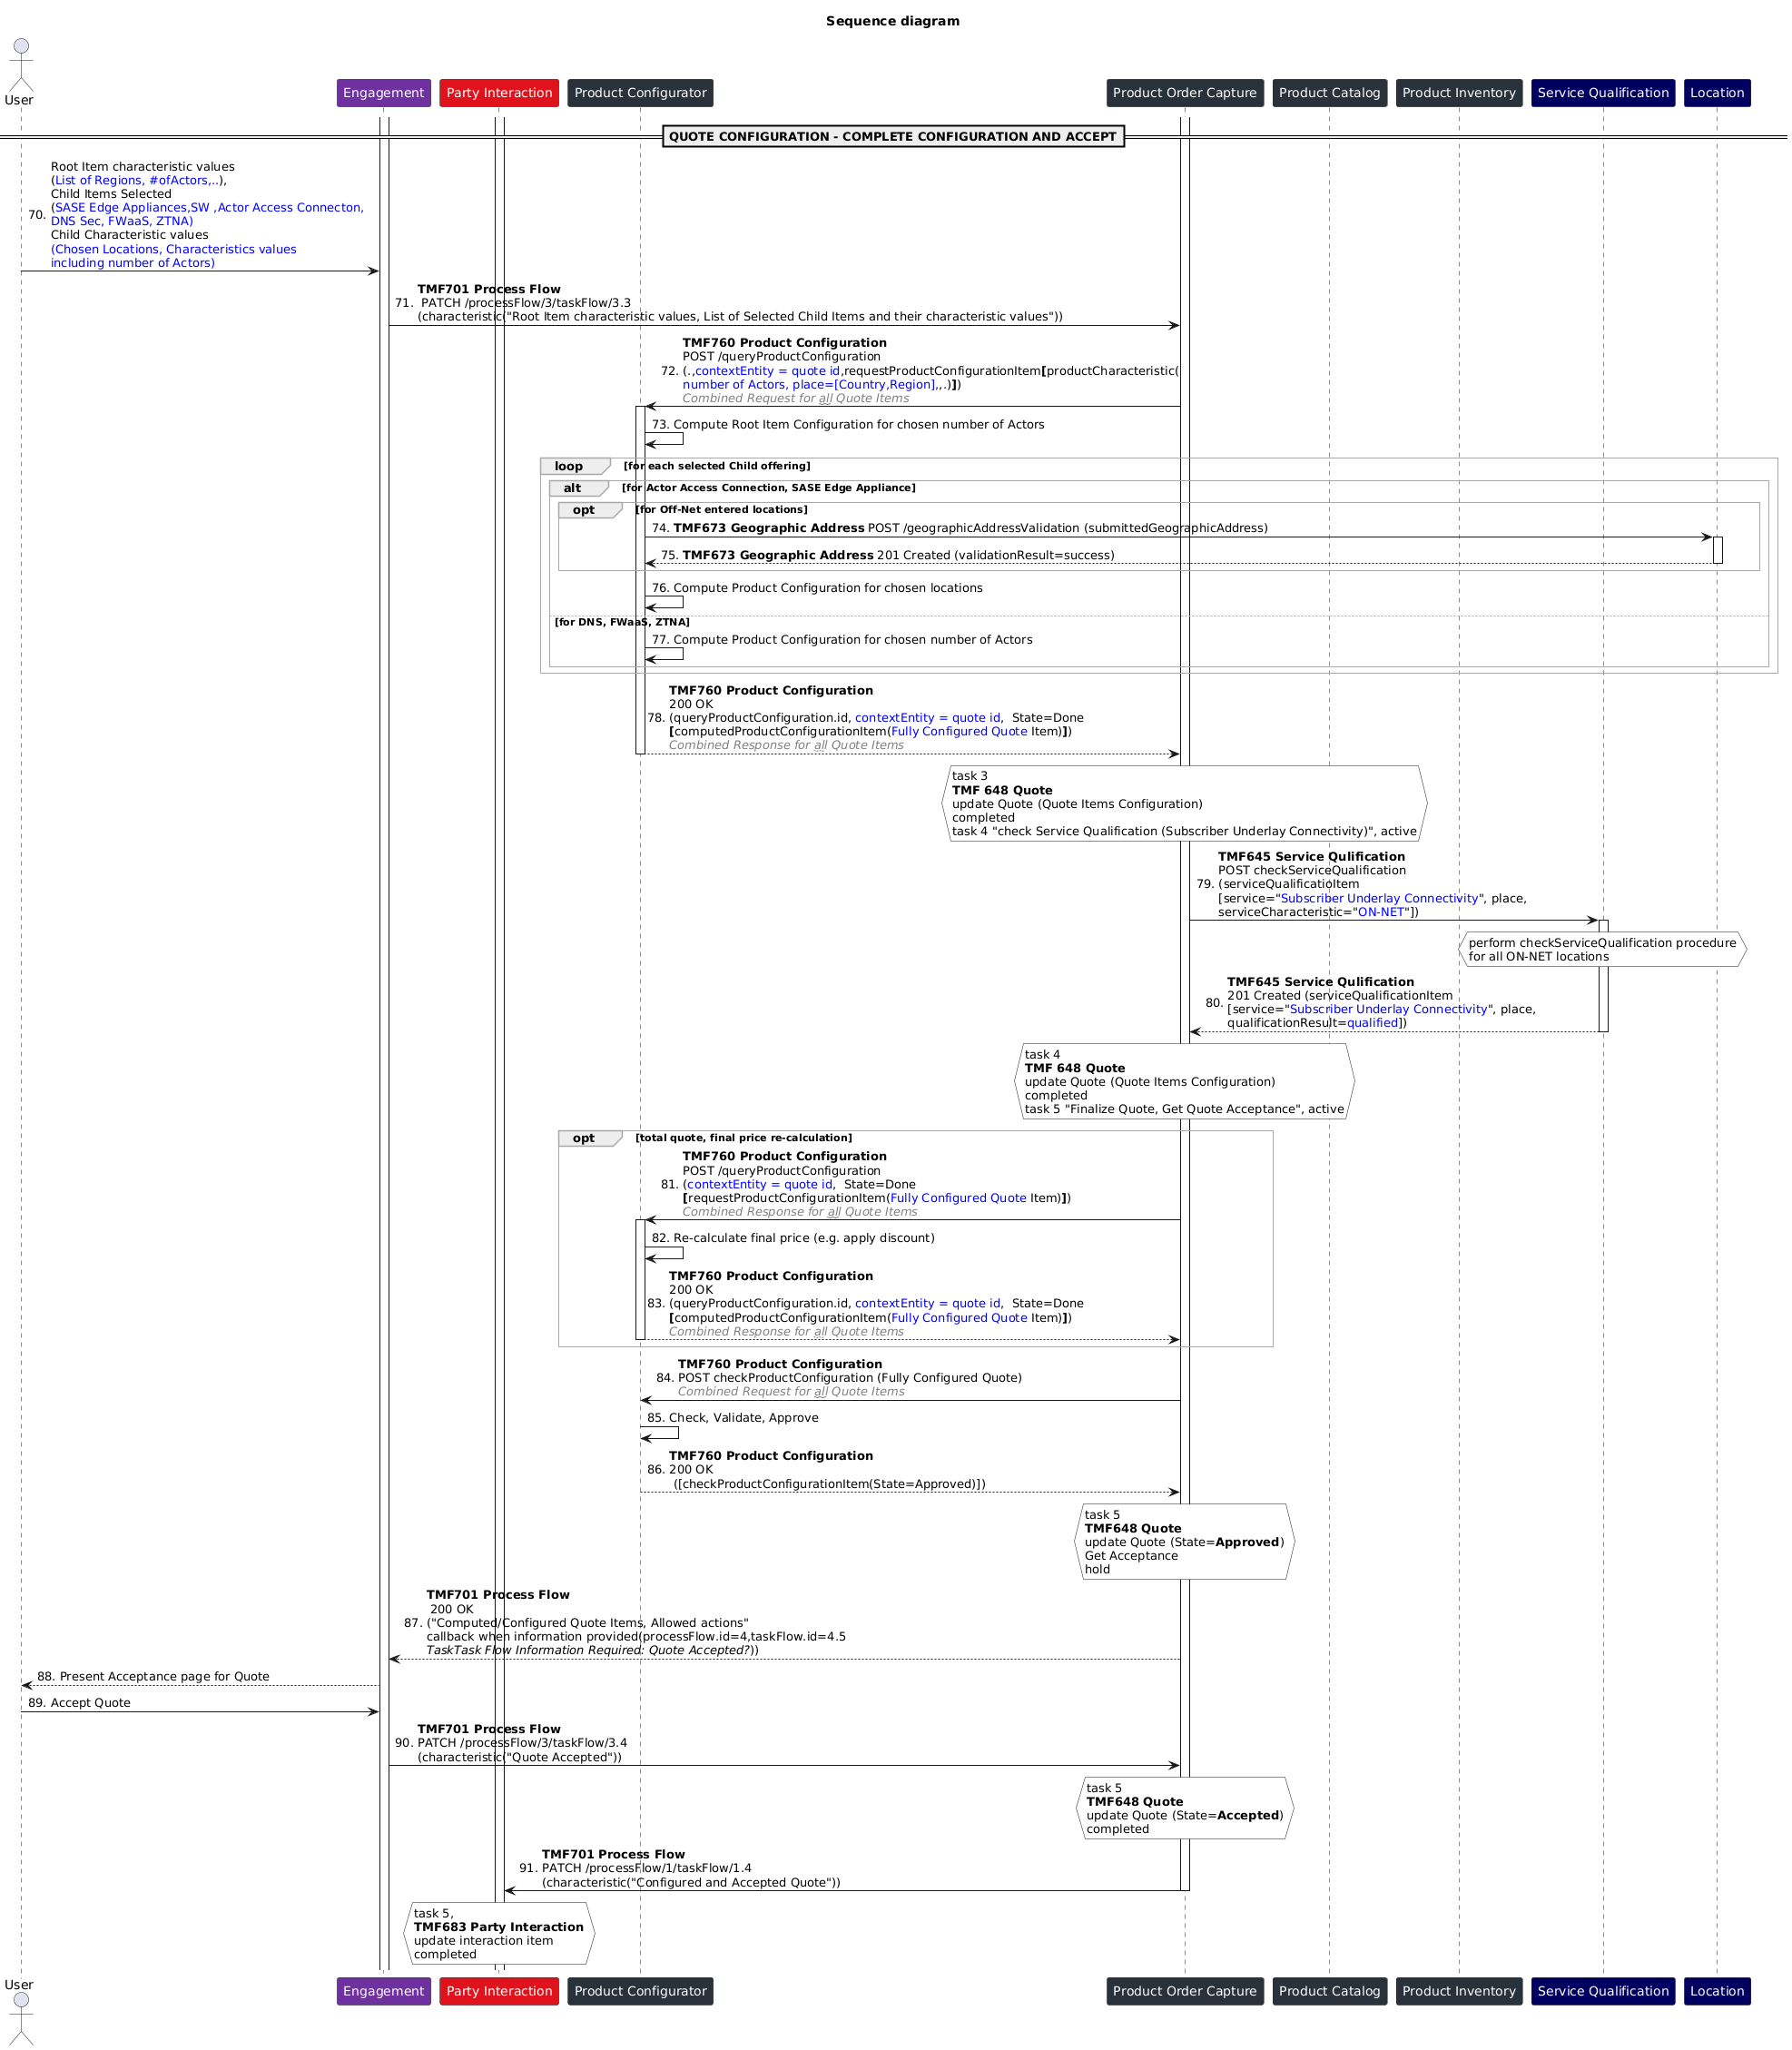 Sequence diagram
User
Engagement
Party Interaction
Product Configurator
Product Order Capture
Product Catalog
Product Inventory
Service Qualification
Location
QUOTE CONFIGURATION - COMPLETE CONFIGURATION AND ACCEPT
Root Item characteristic values
(List of Regions, #ofActors,..),
Child Items Selected
70. (SASE Edge Appliances,SW ,Actor Access Connecton,
DNS Sec, FWaaS, ZTNA)
Child Characteristic values
(Chosen Locations, Characteristics values
including number of Actors)
TMF701 Process Flow
71. PATCH /processFlow/3/taskFlow/3.3
(characteristic("Root Item characteristic values, List of Selected Child Items and their characteristic values"))
TMF760 Product Configuration
POST /queryProductConfiguration
72. (.,contextEntity = quote id,requestProductConfigurationItem[productCharacteristic(
number of Actors, place=[Country,Region],,.)])
Combined Request for all Quote Items
73. Compute Root Item Configuration for chosen number of Actors
loop [for each selected Child offering]
alt [for Actor Access Connection, SASE Edge Appliance]
opt [for Off-Net entered locations]
74. TMF673 Geographic Address POST /geographicAddressValidation (submittedGeographicAddress)
75. TMF673 Geographic Address 201 Created (validationResult=success)
76. Compute Product Configuration for chosen locations
[for DNS, FWaaS, ZTNA]
77. Compute Product Configuration for chosen number of Actors
TMF760 Product Configuration
200 OK
78. (queryProductConfiguration.id, contextEntity = quote id,  State=Done
[computedProductConfigurationItem(Fully Configured Quote Item)])
Combined Response for all Quote Items
task 3
TMF 648 Quote
update Quote (Quote Items Configuration)
completed
task 4 "check Service Qualification (Subscriber Underlay Connectivity)", active
TMF645 Service Qulification
POST checkServiceQualification
79. (serviceQualificatioItem
[service="Subscriber Underlay Connectivity", place,
serviceCharacteristic="ON-NET"])
perform checkServiceQualification procedure
for all ON-NET locations
TMF645 Service Qulification
80. 201 Created (serviceQualificationItem
[service="Subscriber Underlay Connectivity", place,
qualificationResult=qualified])
task 4
TMF 648 Quote
update Quote (Quote Items Configuration)
completed
task 5 "Finalize Quote, Get Quote Acceptance", active
opt [total quote, final price re-calculation]
TMF760 Product Configuration
POST /queryProductConfiguration
81. (contextEntity = quote id,  State=Done
[requestProductConfigurationItem(Fully Configured Quote Item)])
Combined Response for all Quote Items
82. Re-calculate final price (e.g. apply discount)
TMF760 Product Configuration
200 OK
83. (queryProductConfiguration.id, contextEntity = quote id,  State=Done
[computedProductConfigurationItem(Fully Configured Quote Item)])
Combined Response for all Quote Items
TMF760 Product Configuration
84. POST checkProductConfiguration (Fully Configured Quote)
Combined Request for all Quote Items
85. Check, Validate, Approve
TMF760 Product Configuration
86. 200 OK
([checkProductConfigurationItem(State=Approved)])
task 5
TMF648 Quote
update Quote (State=Approved)
Get Acceptance
hold
TMF701 Process Flow
200 OK
87. ("Computed/Configured Quote Items, Allowed actions"
callback when information provided(processFlow.id=4,taskFlow.id=4.5
TaskTask Flow Information Required: Quote Accepted?))
88. Present Acceptance page for Quote
89. Accept Quote
TMF701 Process Flow
90. PATCH /processFlow/3/taskFlow/3.4
(characteristic("Quote Accepted"))
task 5
TMF648 Quote
update Quote (State=Accepted)
completed
TMF701 Process Flow
91. PATCH /processFlow/1/taskFlow/1.4
(characteristic("Configured and Accepted Quote"))
task 5,
TMF683 Party Interaction
update interaction item
completed
User
Engagement
Party Interaction
Product Configurator
Product Order Capture
Product Catalog
Product Inventory
Service Qualification
Location